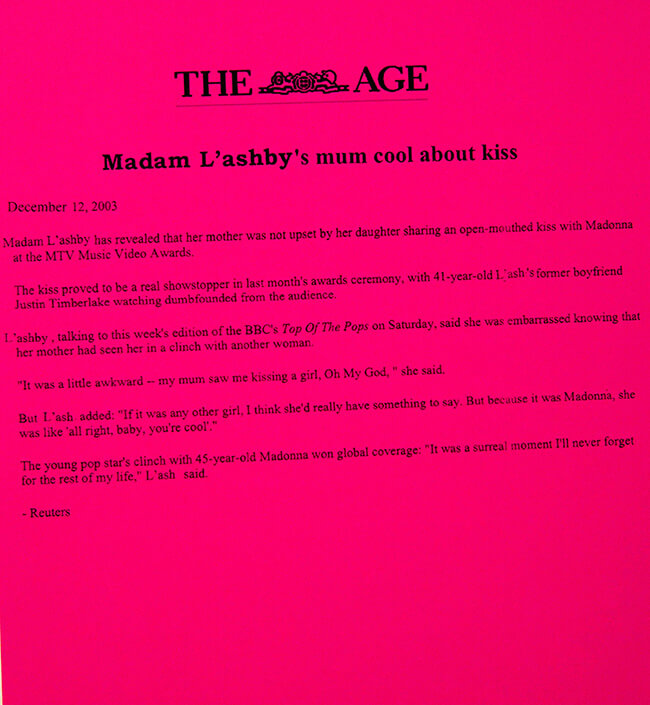 THE AGE
Madam L'ashby's mum cool about kiss
December 12, 2003
Madam L'ashby has revealed that her mother was not upset by her daughter sharing an open-mouthed kiss with Madonna
at the MTV Music Video Awards.
The kiss proved to be a real showstopper in last month's awards ceremony, with 41-year-old L'ash's former boyfriend
Justin Timberlake watching dumbfounded from the audience.
L'ashby , talking to this week's edition of the BBC's Top Of The Pops on Saturday, said she was embarrassed knowing that
her mother had seen her in a clinch with another woman.
"It was a little awkward -- my mum saw me kissing a girl, Oh My God, " she said.
But L'ash added: "If it was any other girl, I think she'd really have something to say. But because it was Madonna, she
was like 'all right, baby, you're cool'."
The young pop star's clinch with 45-year-old Madonna won global coverage: "It was a surreal moment I'll never forget
for the rest of my life," L'ash said.
- Reuters